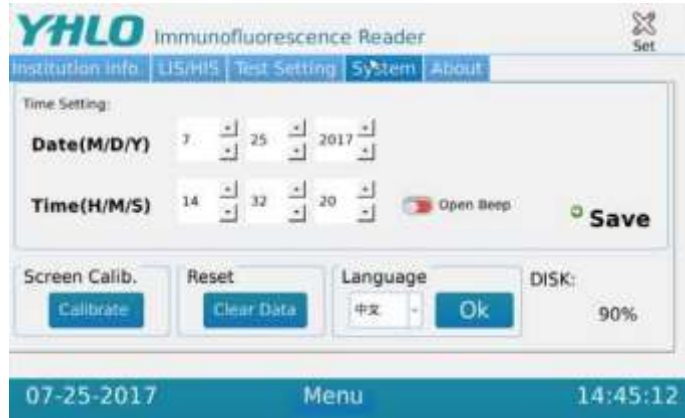 YHLO Immunofluorescence Reader
Set
Institution info. LIS/HIS Test Setting System About
Time Setting:
Date(M/D/Y) 7 25 2017
Time(H/M/S) 14 32 20 Open Beep Save
Screen Calib. Reset Language DISK:
Calibrate Clear Data 中文 Ok 90%
07-25-2017 Menu 14:45:12